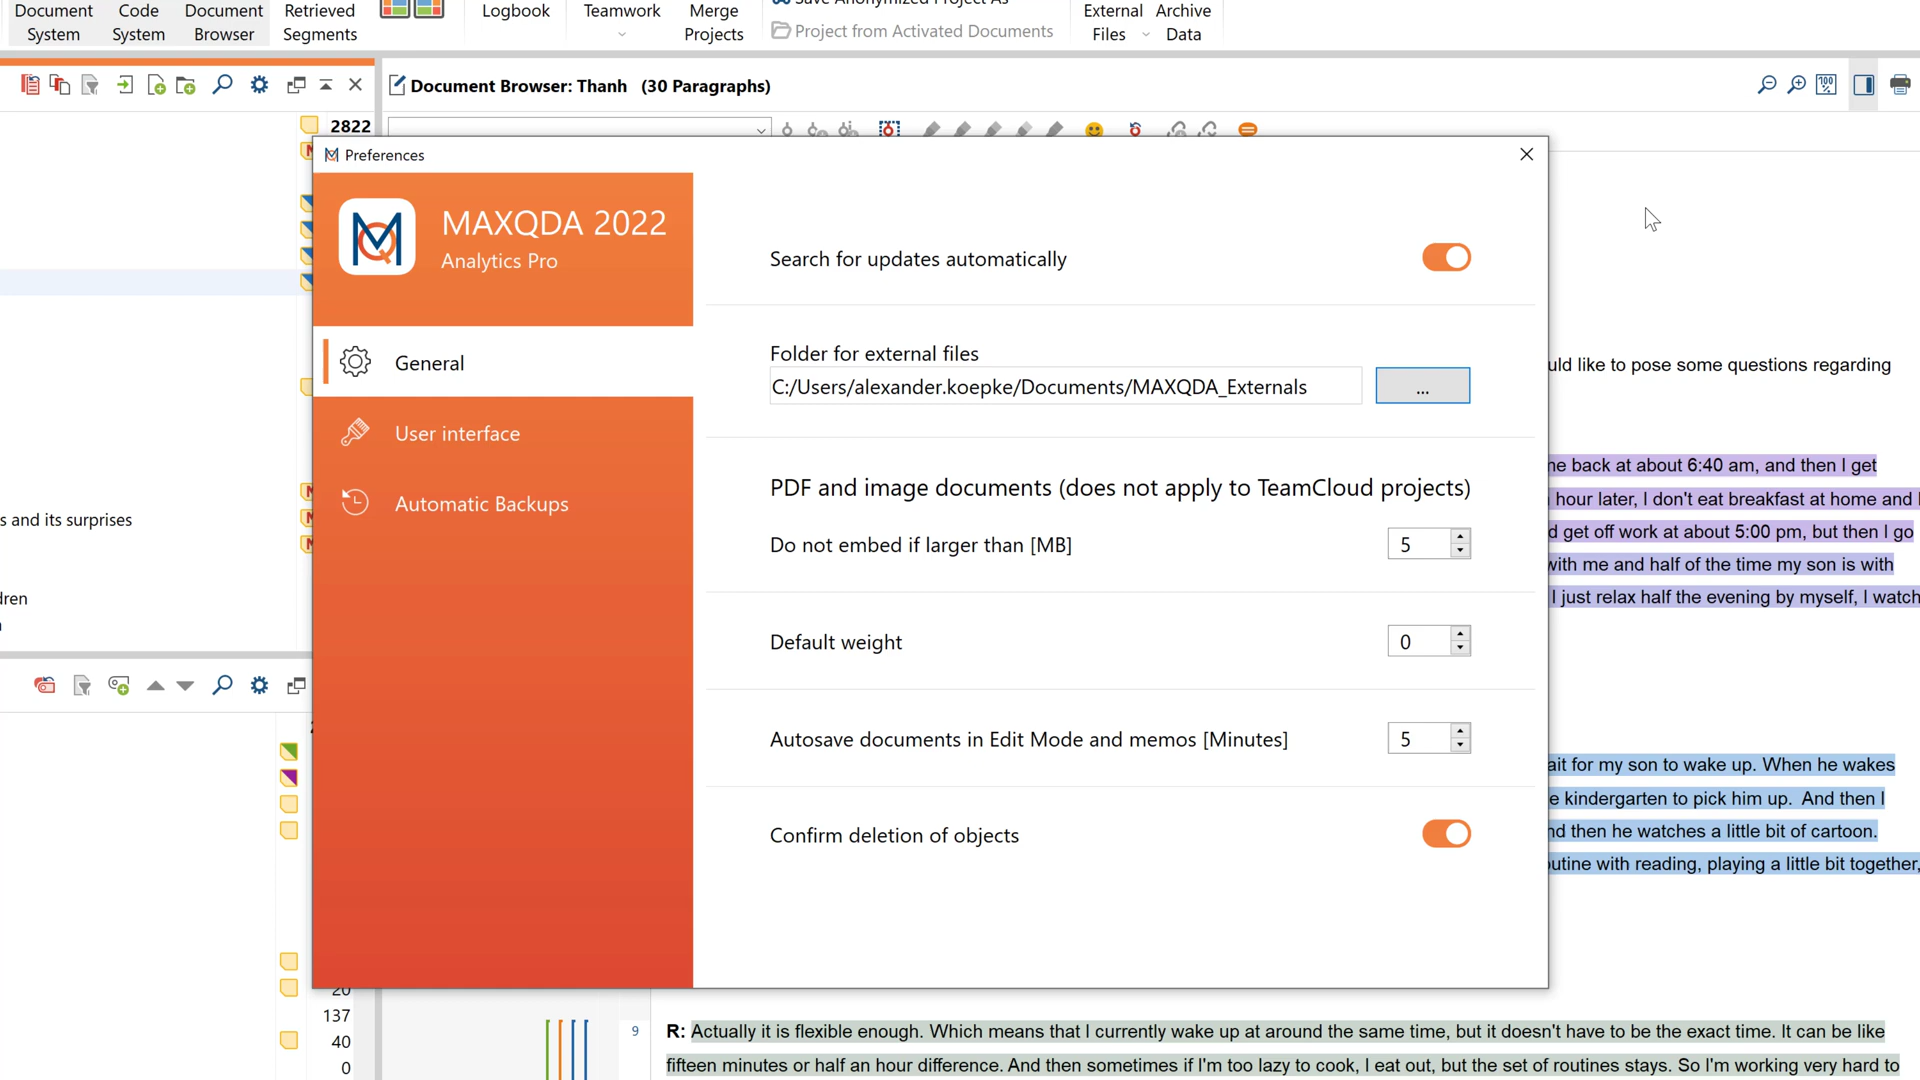 Document System
Code System
Document Browser
Retrieved Segments
Logbook
Teamwork
Merge Projects
Project from Activated Documents
External Files
Archive Data
Document Browser: Thanh (30 Paragraphs)
100 %
2822
Preferences
MAXQDA 2022
Analytics Pro
General
User interface
Automatic Backups
Search for updates automatically
Folder for external files
C:/Users/alexander.koepke/Documents/MAXQDA_Externals
...
PDF and image documents (does not apply to TeamCloud projects)
Do not embed if larger than [MB]
5
Default weight
0
Autosave documents in Edit Mode and memos [Minutes]
5
Confirm deletion of objects
s and its surprises
dren
uld like to pose some questions regarding
ne back at about 6:40 am, and then I get
hour later, I don't eat breakfast at home and I
d get off work at about 5:00 pm, but then I go
with me and half of the time my son is with
I just relax half the evening by myself, I watch
ait for my son to wake up. When he wakes
e kindergarten to pick him up. And then I
nd then he watches a little bit of cartoon.
utine with reading, playing a little bit together,
20
137
40
0
9
R: Actually it is flexible enough. Which means that I currently wake up at around the same time, but it doesn't have to be the exact time. It can be like
fifteen minutes or half an hour difference. And then sometimes if I'm too lazy to cook, I eat out, but the set of routines stays. So I'm working very hard to